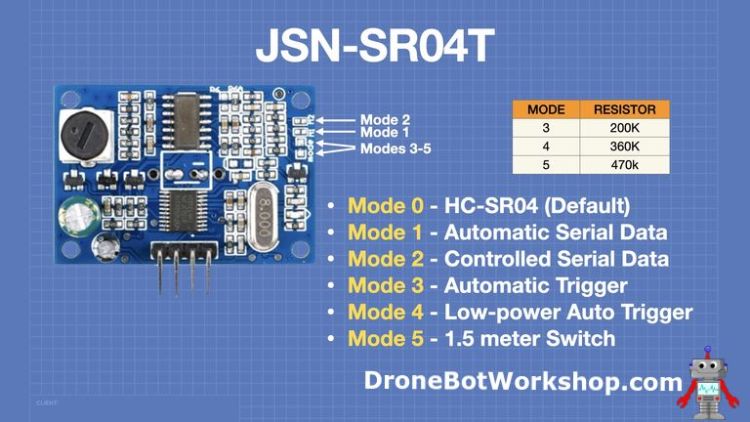 JSN-SR04T
Mode 2
Mode 1
Modes 3-5
MODE RESISTOR
3 200K
4 360K
5 470k
8.000
• Mode 0 - HC-SR04 (Default)
• Mode 1 - Automatic Serial Data
• Mode 2 - Controlled Serial Data
• Mode 3 - Automatic Trigger
• Mode 4 - Low-power Auto Trigger
• Mode 5 - 1.5 meter Switch
DroneBotWorkshop.com
CLIENT: